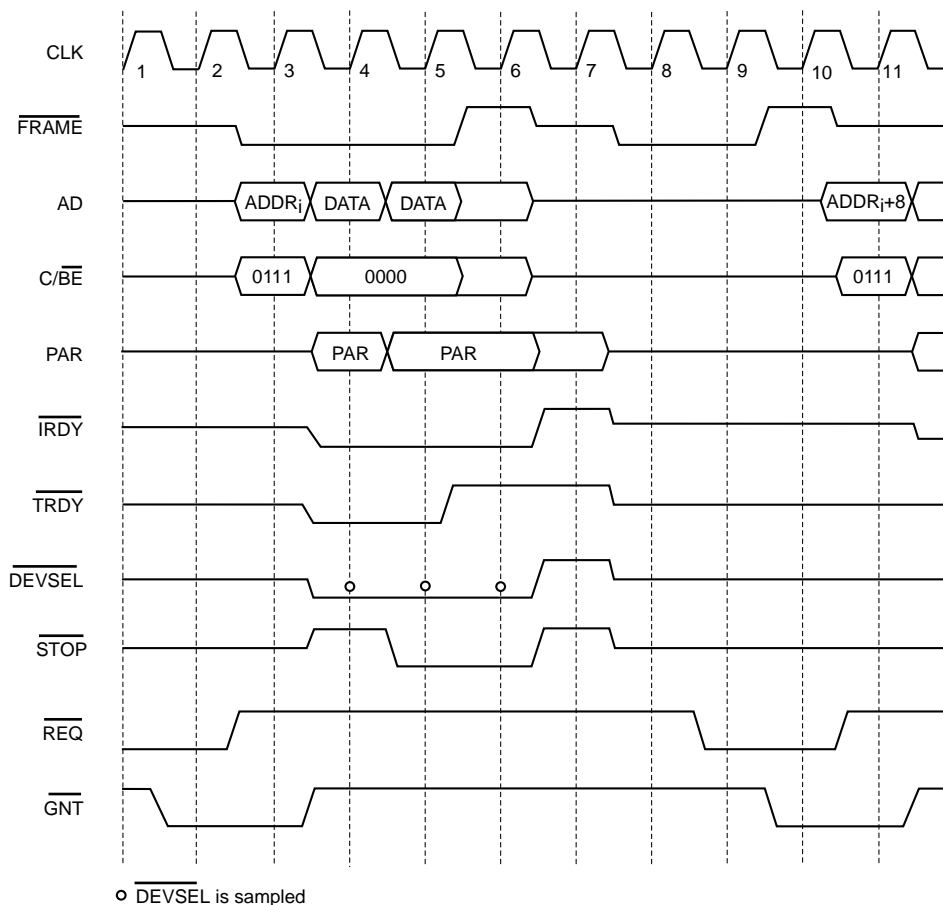 CLK
1 2 3 4 5 6 7 8 9 10 11
FRAME
AD
ADDRi DATA DATA ADDRi+8
C/BE
0111 0000 0111
PAR
PAR PAR
IRDY
TRDY
DEVSEL
STOP
REQ
GNT
DEVSEL is sampled